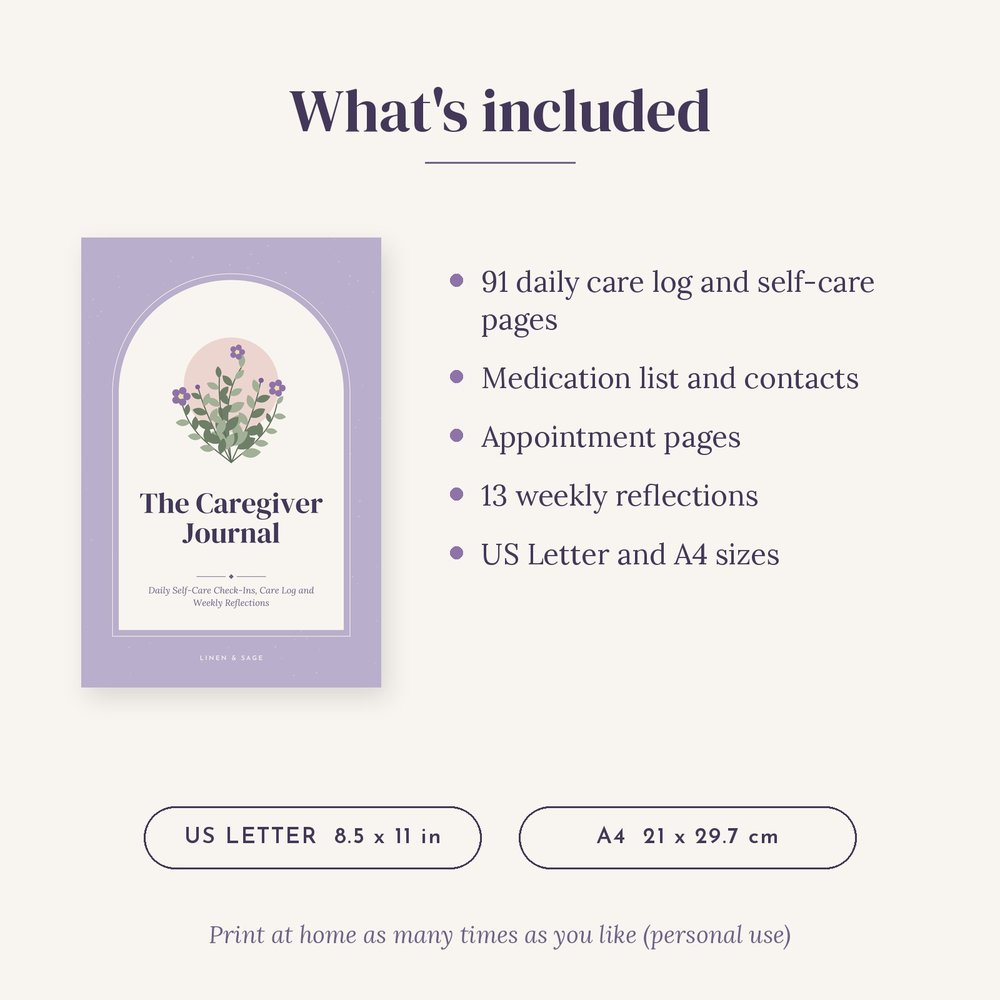 What's included
The Caregiver
Journal
Daily Self-Care Check-Ins, Care Log and
Weekly Reflections
LINEN & SAGE
91 daily care log and self-care
pages
Medication list and contacts
Appointment pages
13 weekly reflections
US Letter and A4 sizes
US LETTER 8.5 x 11 in
A4 21 x 29.7 cm
Print at home as many times as you like (personal use)